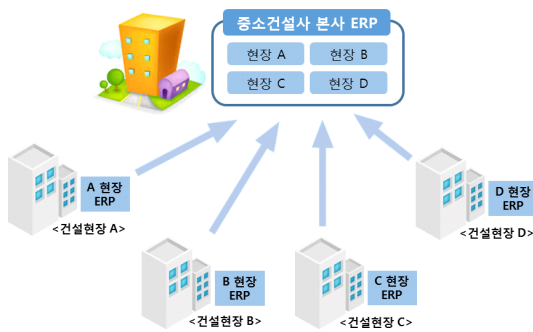 중소건설사 본사 ERP
현장 A
현장 B
현장 C
현장 D
A 현장
ERP
<건설현장 A>
D 현장
ERP
<건설현장 D>
B 현장
ERP
<건설현장 B>
C 현장
ERP
<건설현장 C>